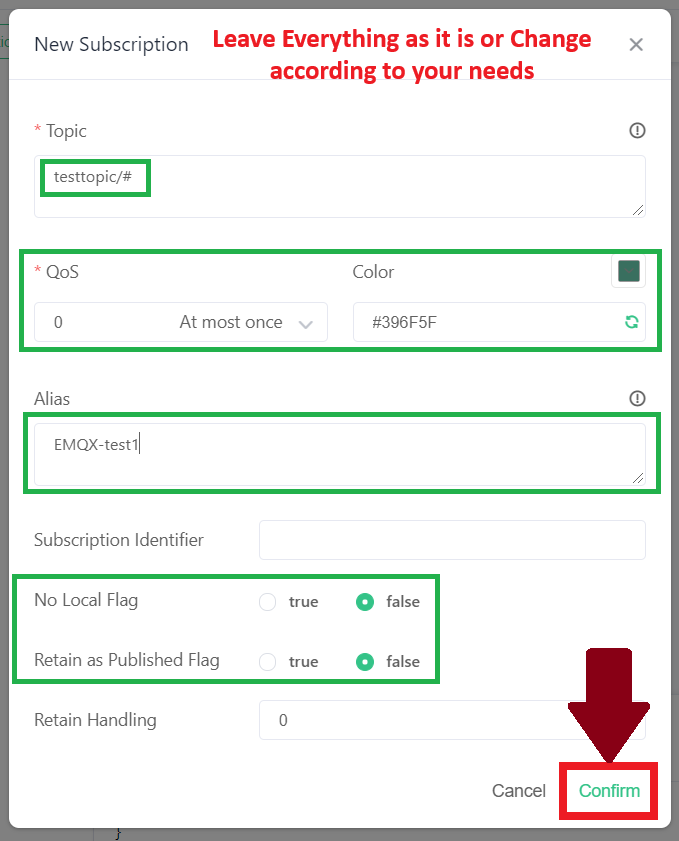 New Subscription
Leave Everything as it is or Change
according to your needs
* Topic
testtopic/#
* QoS
Color
0 At most once
#396F5F
Alias
EMQX-test1
Subscription Identifier
No Local Flag true false
Retain as Published Flag true false
Retain Handling 0
Cancel Confirm
}